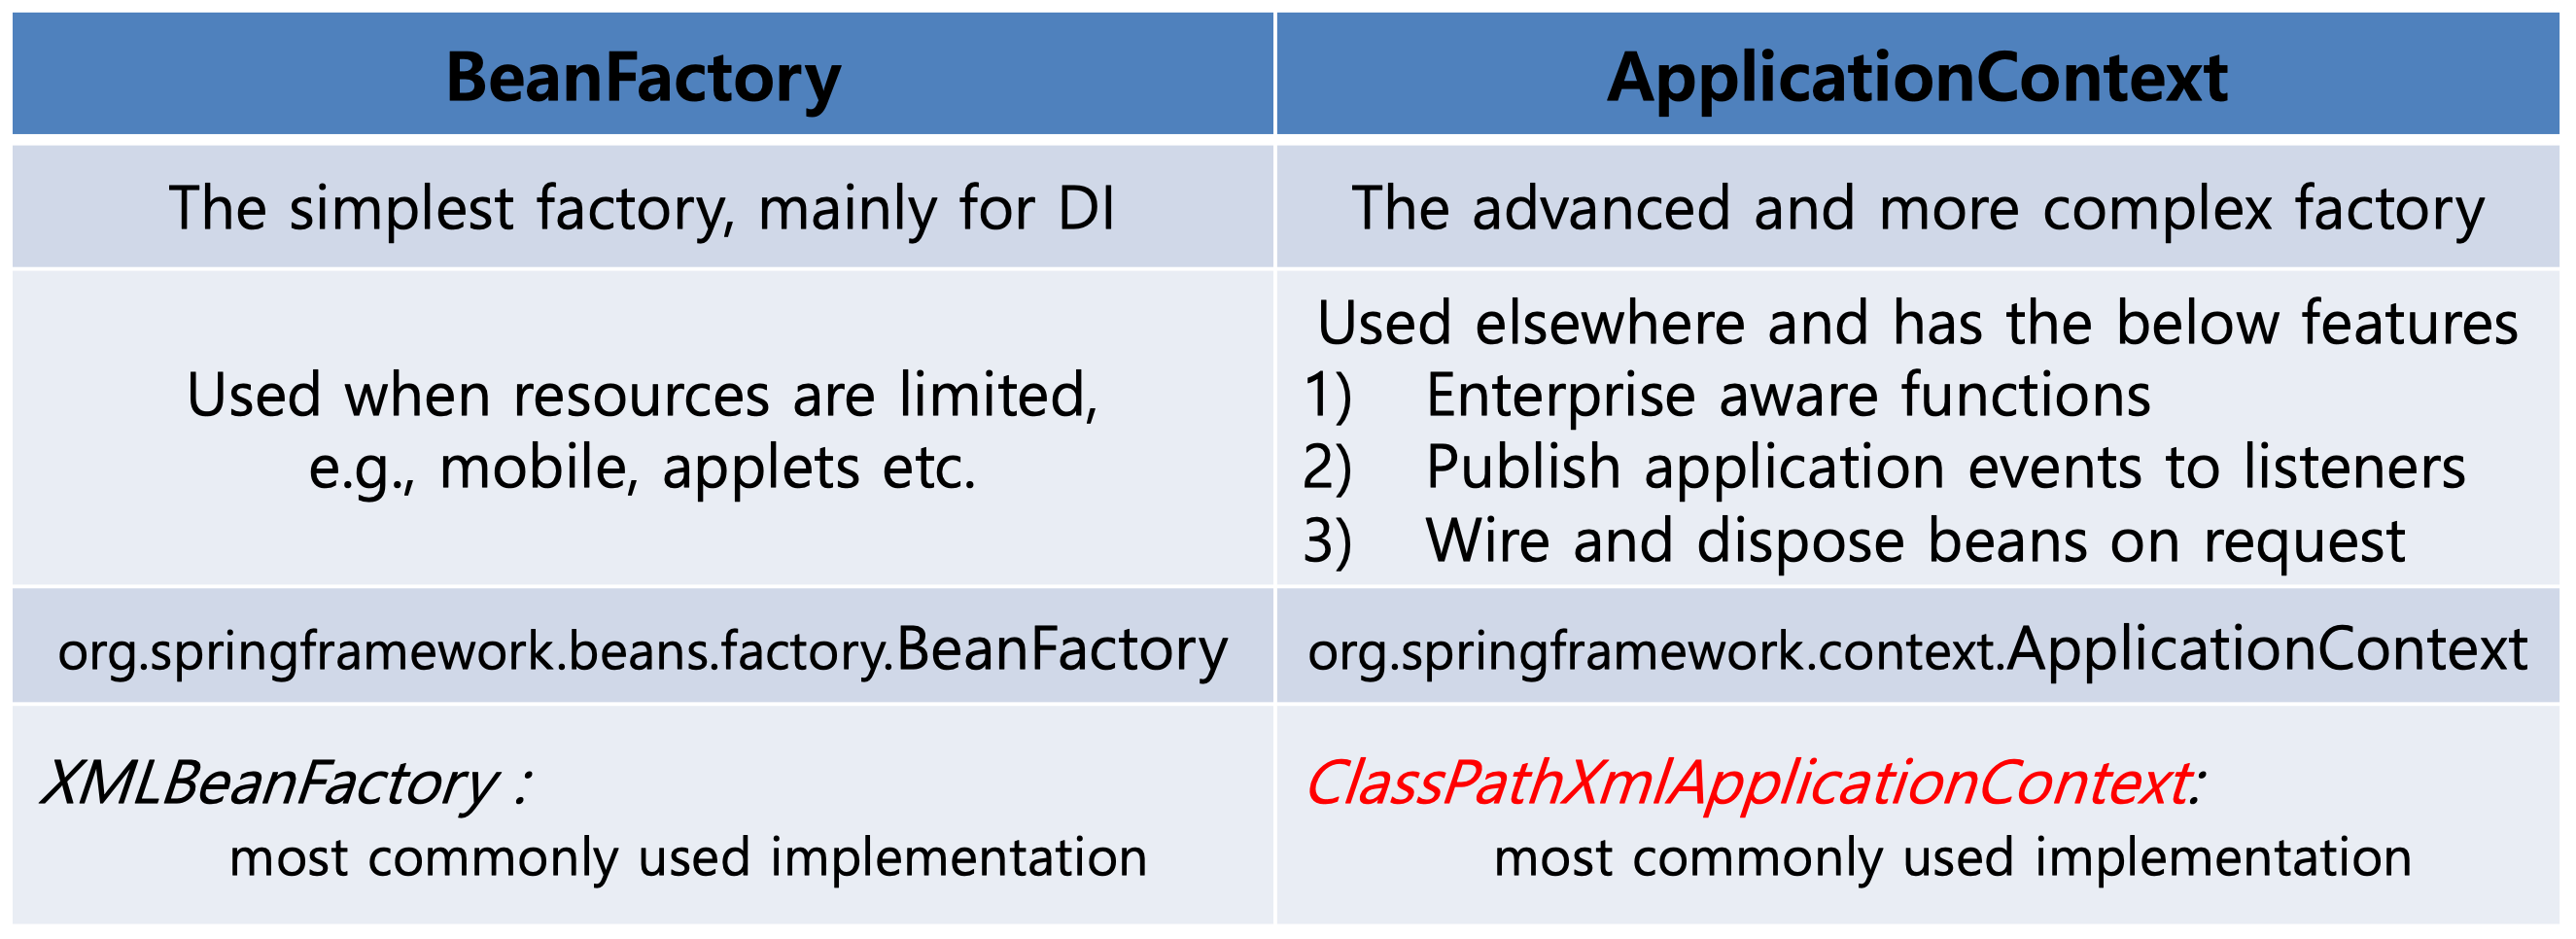 BeanFactory
ApplicationContext
The simplest factory, mainly for DI
The advanced and more complex factory
Used when resources are limited,
e.g., mobile, applets etc.
Used elsewhere and has the below features
1) Enterprise aware functions
2) Publish application events to listeners
3) Wire and dispose beans on request
org.springframework.beans.factory.BeanFactory
org.springframework.context.ApplicationContext
XMLBeanFactory :
most commonly used implementation
ClassPathXmlApplicationContext:
most commonly used implementation